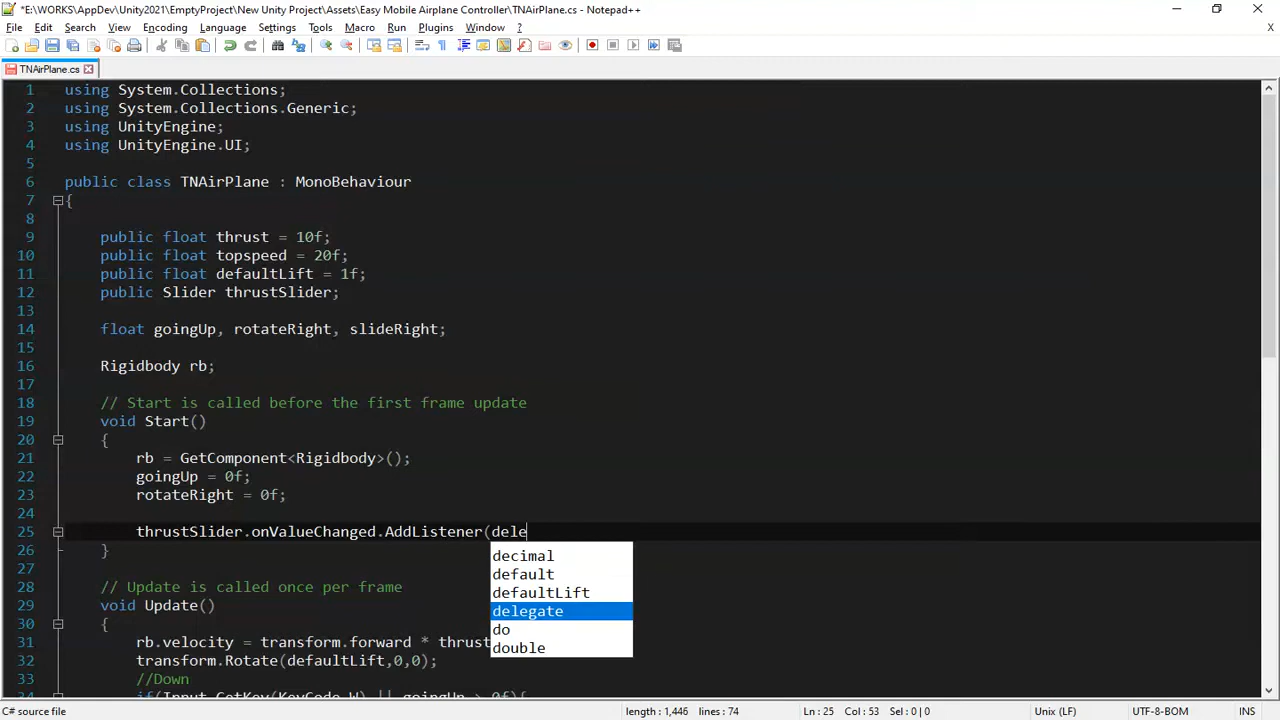 *E:\WORKS\AppDev\Unity2021\EmptyProject\New Unity Project\Assets\Easy Mobile Airplane Controller\TNAirPlane.cs - Notepad++
File Edit Search View Encoding Language Settings Tools Macro Run Plugins Window ? X
TNAirPlane.cs
1 using System.Collections;
2 using System.Collections.Generic;
3 using UnityEngine;
4 using UnityEngine.UI;
5
6 public class TNAirPlane : MonoBehaviour
7 {
8
9 public float thrust = 10f;
10 public float topspeed = 20f;
11 public float defaultLift = 1f;
12 public Slider thrustSlider;
13
14 float goingUp, rotateRight, slideRight;
15
16 Rigidbody rb;
17
18 // Start is called before the first frame update
19 void Start()
20 {
21 rb = GetComponent<Rigidbody>();
22 goingUp = 0f;
23 rotateRight = 0f;
24
25 thrustSlider.onValueChanged.AddListener(dele
26 }
27
28 // Update is called once per frame
29 void Update()
30 {
31 rb.velocity = transform.forward * thrust
32 transform.Rotate(defaultLift,0,0);
33 //Down
34 if(Input.GetKey(KeyCode.W) || goingUp > 0f){
decimal
default
defaultLift
delegate
do
double
C# source file length : 1,446 lines : 74 Ln : 25 Col : 53 Sel : 0 | 0 Unix (LF) UTF-8-BOM INS